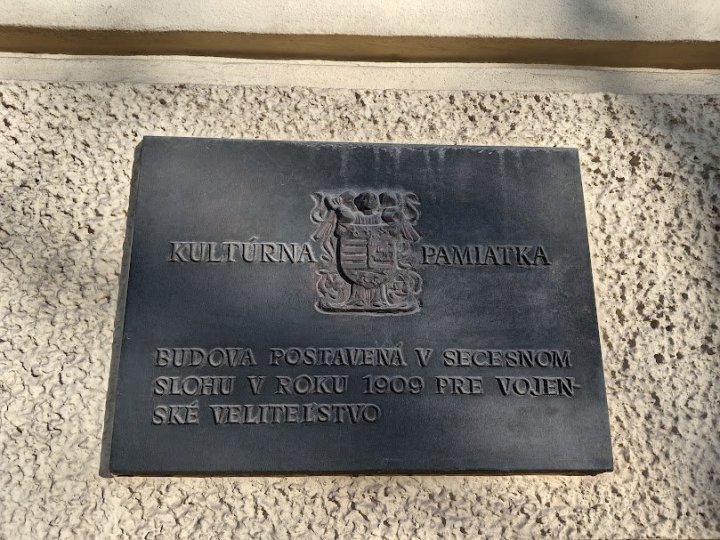 KULTÚRNA PAMIATKA
BUDOVA POSTAVENÁ V SECESNOM
SLOHU V ROKU 1909 PRE VOJEN-
SKÉ VELITEĽSTVO